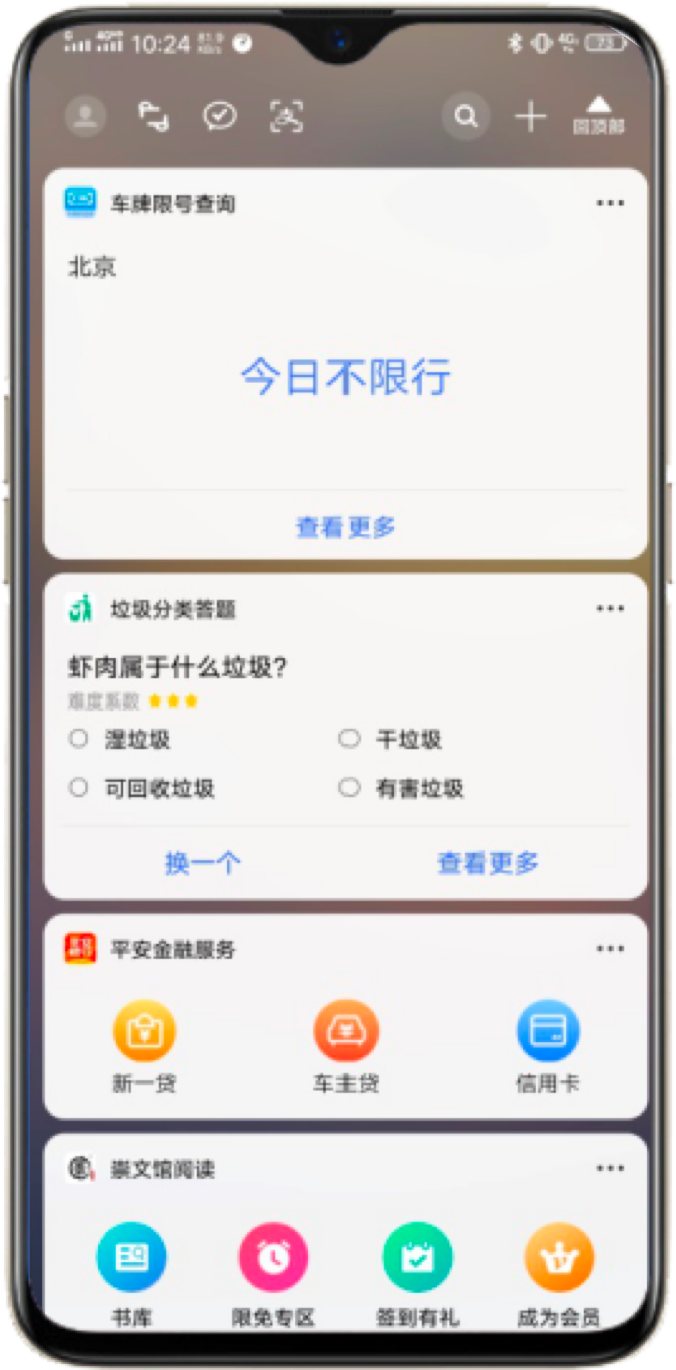 10:24 81.9 KB/s 4G 73
回顶部
车牌限号查询
北京
今日不限行
查看更多
垃圾分类答题
虾肉属于什么垃圾?
难度系数
湿垃圾 干垃圾
可回收垃圾 有害垃圾
换一个 查看更多
平安金融服务
新一贷 车主贷 信用卡
崇文馆阅读
书库 限免专区 签到有礼 成为会员